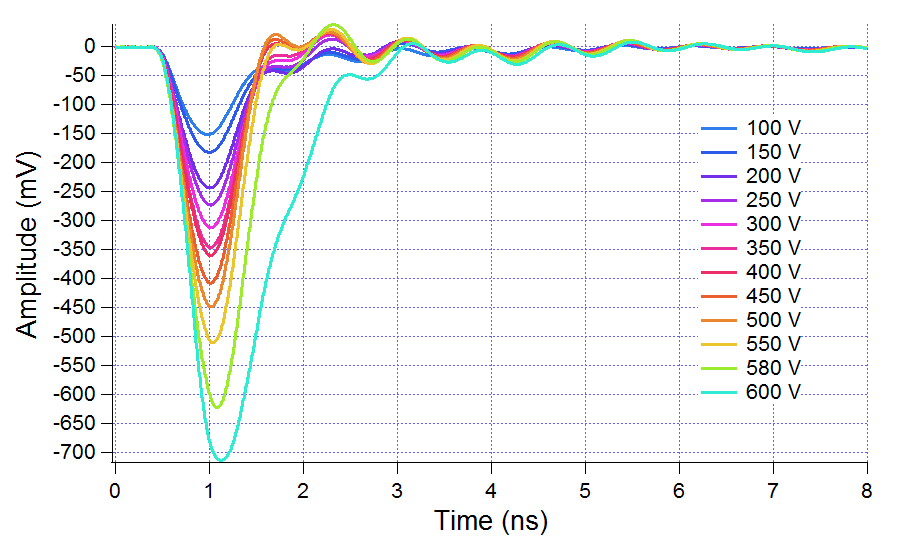 0
-50
-100
-150
-200
-250
-300
-350
-400
-450
-500
-550
-600
-650
-700
Amplitude (mV)
100 V
150 V
200 V
250 V
300 V
350 V
400 V
450 V
500 V
550 V
580 V
600 V
0 1 2 3 4 5 6 7 8
Time (ns)